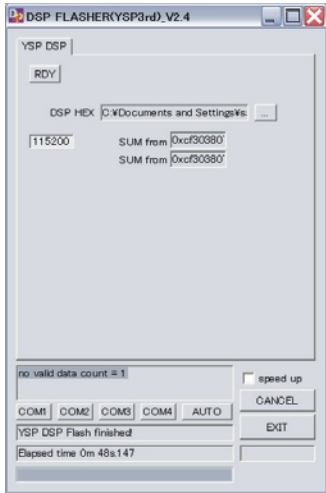 DSP FLASHER(YSP3rd)_V2.4
YSP DSP
RDY
DSP HEX C:¥Documents and Settings¥s ...
115200 SUM from 0xcf30380
SUM from 0xcf30380
no valid data count = 1
speed up
COM1 COM2 COM3 COM4 AUTO CANCEL
YSP DSP Flash finished!
EXIT
Elapsed time 0m 48s.147